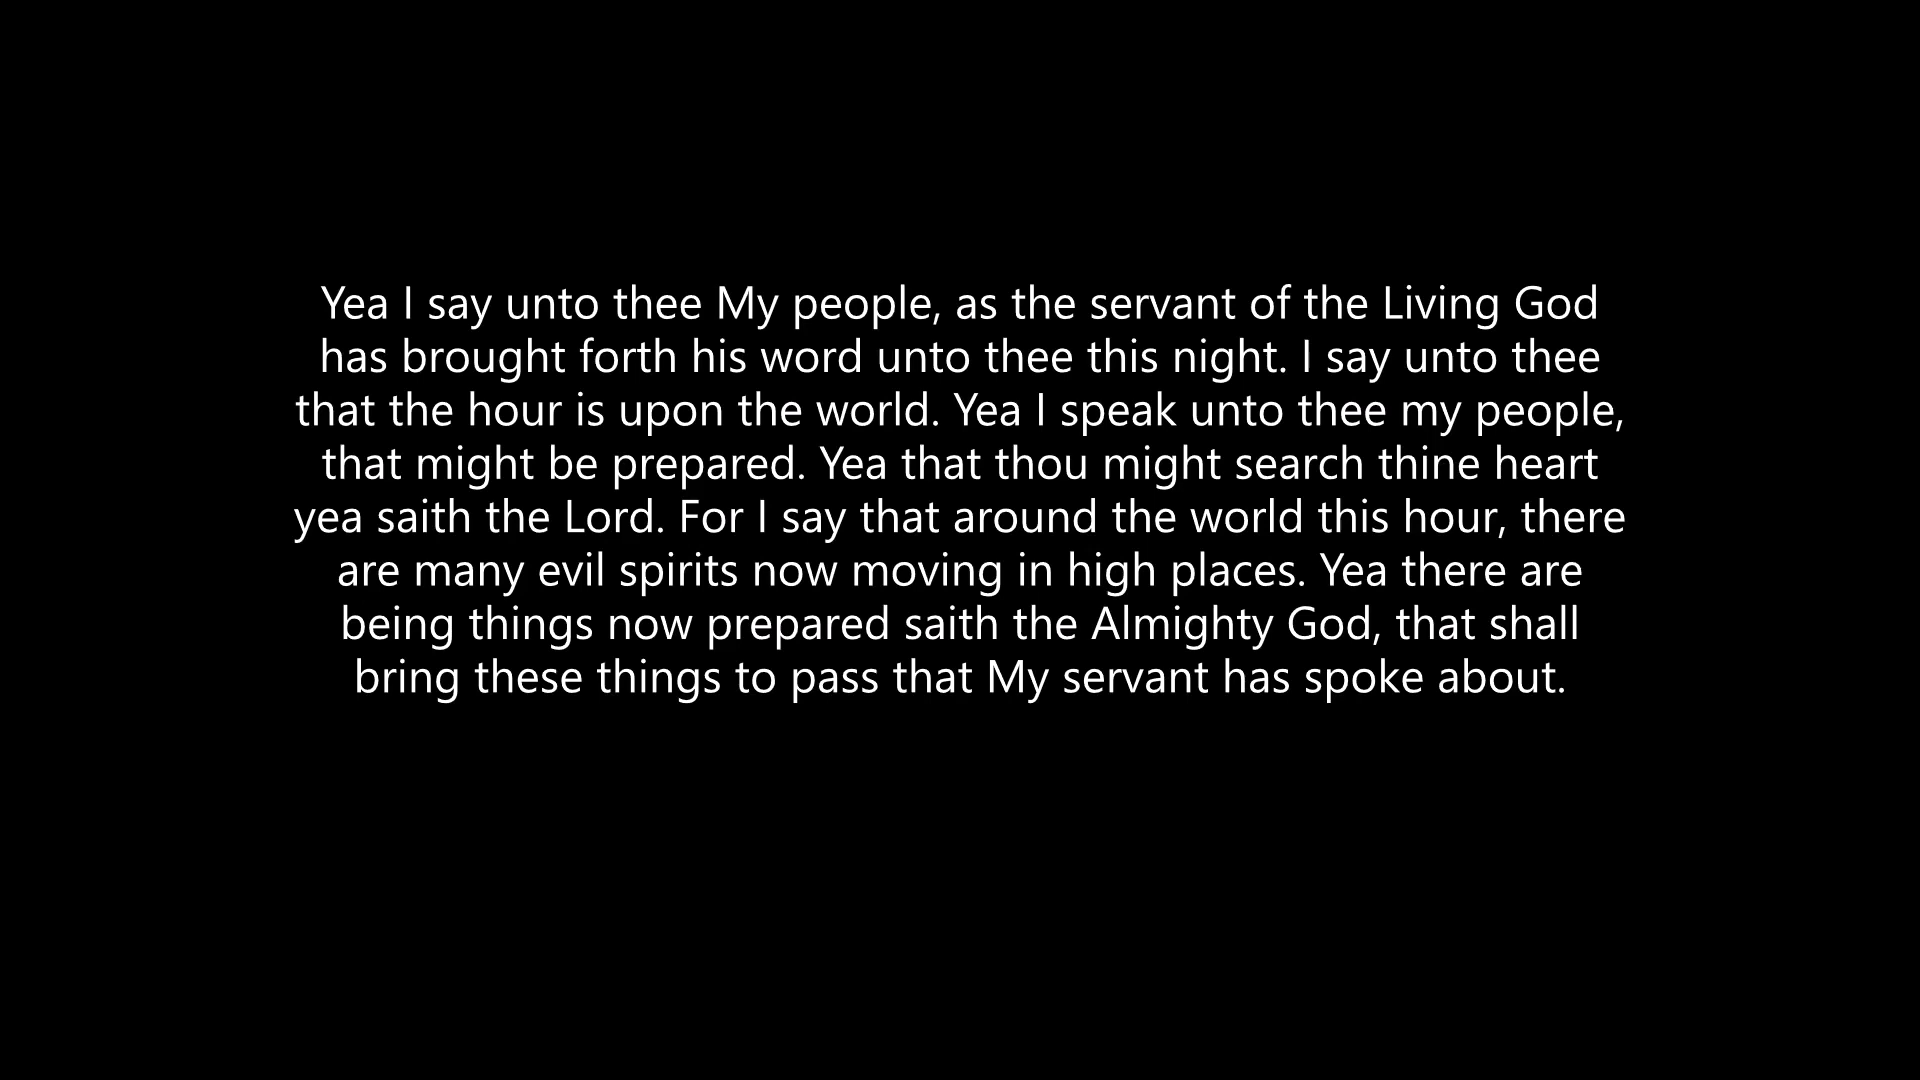 Yea I say unto thee My people, as the servant of the Living God
has brought forth his word unto thee this night. I say unto thee
that the hour is upon the world. Yea I speak unto thee my people,
that might be prepared. Yea that thou might search thine heart
yea saith the Lord. For I say that around the world this hour, there
are many evil spirits now moving in high places. Yea there are
being things now prepared saith the Almighty God, that shall
bring these things to pass that My servant has spoke about.